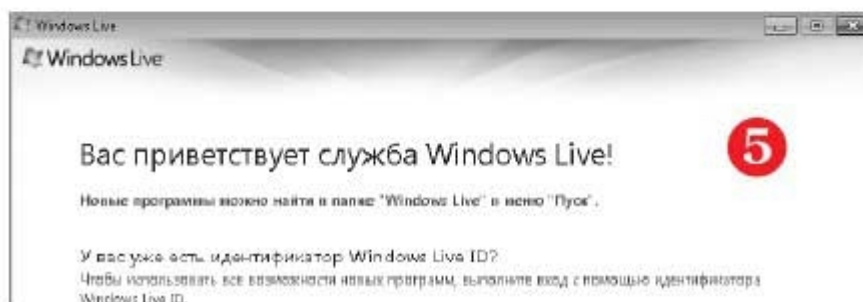 Windows Live
Windows Live
Вас приветствует служба Windows Live!
5
Новые программы можно найти в папке "Windows Live" в меню "Пуск".
У вас уже есть идентификатор Windows Live ID?
Чтобы использовать все возможности новых программ, выполните вход с помощью идентификатора
Windows Live ID.